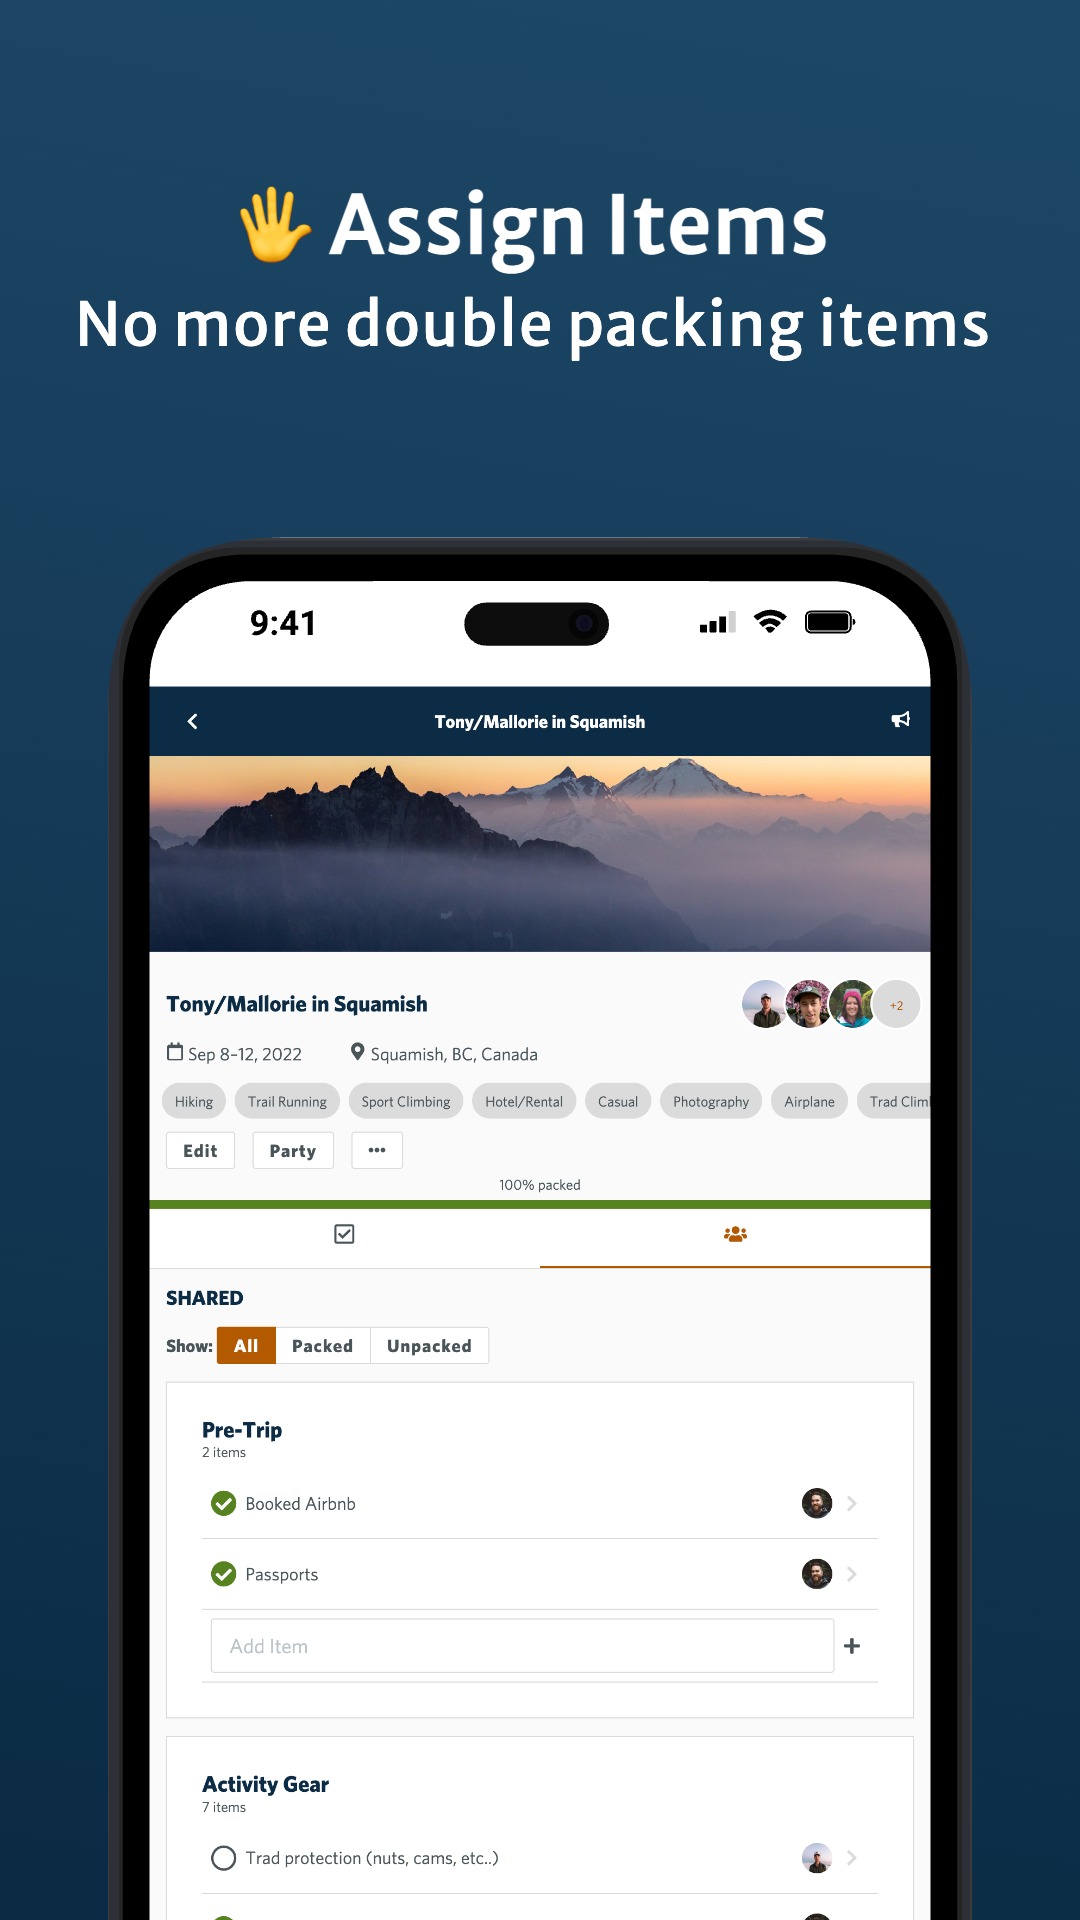 🖐 Assign Items
No more double packing items
9:41
Tony/Mallorie in Squamish
Tony/Mallorie in Squamish
+2
Sep 8-12, 2022 Squamish, BC, Canada
Hiking Trail Running Sport Climbing Hotel/Rental Casual Photography Airplane Trad Clim
Edit Party •••
100% packed
SHARED
Show: All Packed Unpacked
Pre-Trip
2 items
Booked Airbnb
Passports
Add Item +
Activity Gear
7 items
Trad protection (nuts, cams, etc..)